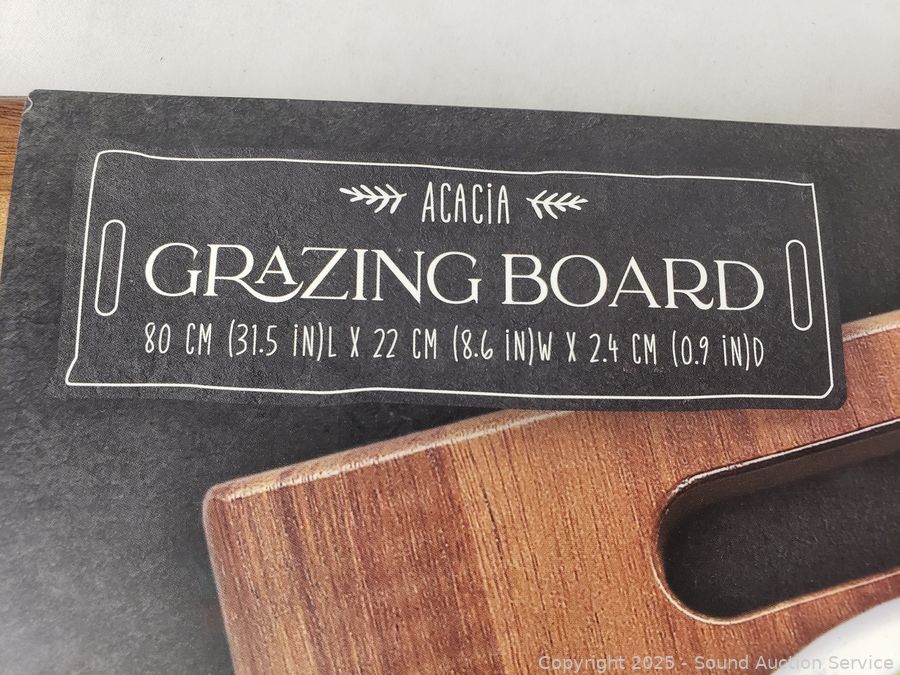 ACACiA
GRAZING BOARD
80 CM (31.5 iN)L X 22 CM (8.6 iN)W X 2.4 CM (0.9 iN)D
Copyright 2025 - Sound Auction Service